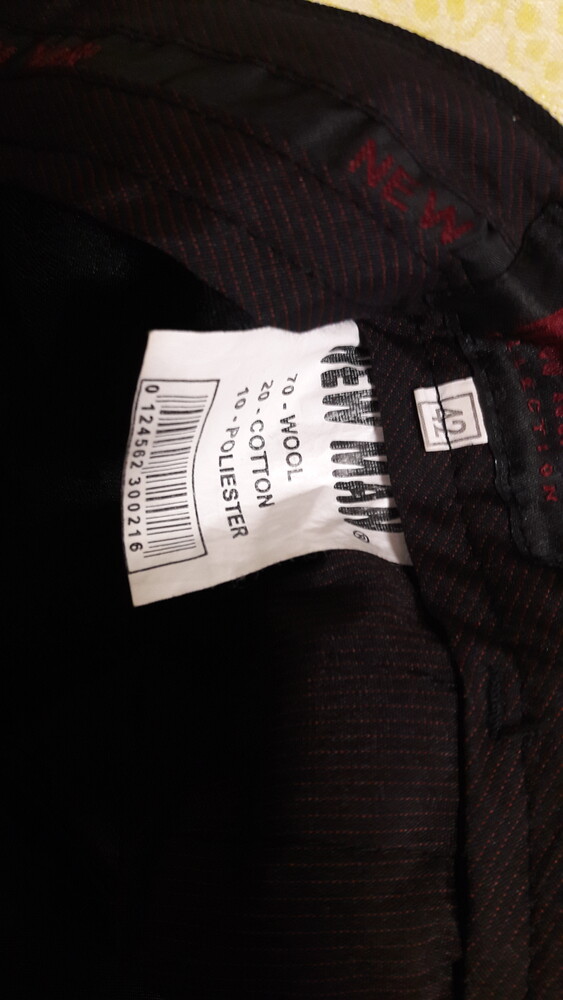 NEW
NEW MAN®
70 - WOOL
20 - COTTON
10 - POLIESTER
0 124562 300216
42